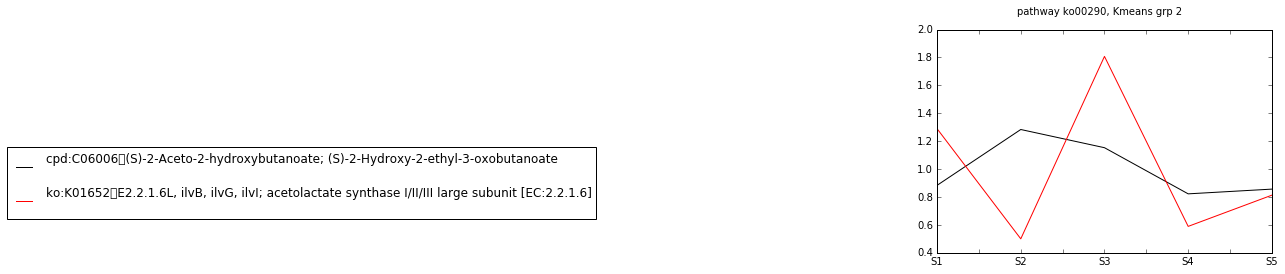 pathway ko00290, Kmeans grp 2
2.0
1.8
1.6
1.4
1.2
1.0
0.8
0.6
0.4
S1 S2 S3 S4 S5
cpd:C06006▯(S)-2-Aceto-2-hydroxybutanoate; (S)-2-Hydroxy-2-ethyl-3-oxobutanoate
ko:K01652▯E2.2.1.6L, ilvB, ilvG, ilvI; acetolactate synthase I/II/III large subunit [EC:2.2.1.6]